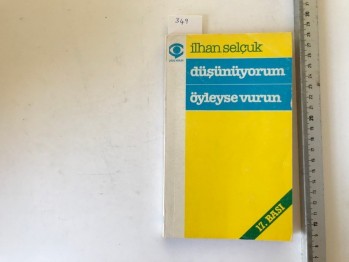 349
ilhan selçuk
düşünüyorum
öyleyse vurun
17. BASI